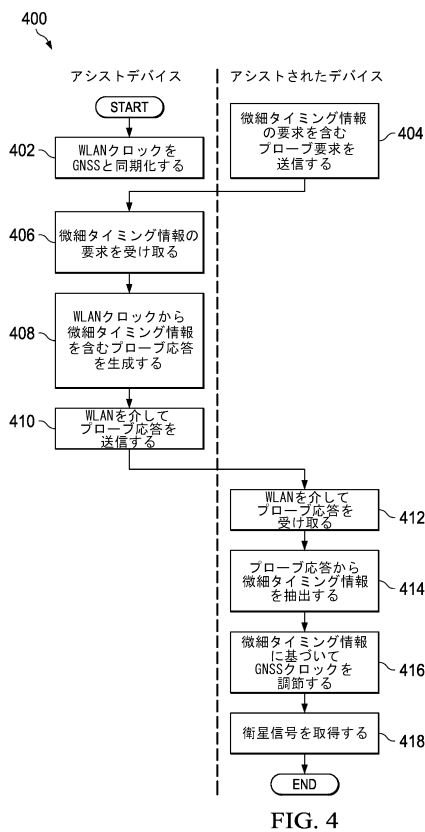 400
アシストデバイス
アシストされたデバイス
START
402
WLANクロックを
GNSSと同期化する
微細タイミング情報
の要求を含む
プローブ要求を
送信する
404
406
微細タイミング情報の
要求を受け取る
408
WLANクロックから
微細タイミング情報
を含むプローブ応答
を生成する
410
WLANを介して
プローブ応答を
送信する
WLANを介して
プローブ応答を
受け取る
412
プローブ応答から
微細タイミング情報
を抽出する
414
微細タイミング情報
に基づいて
GNSSクロックを
調節する
416
衛星信号を取得する
418
END
FIG. 4